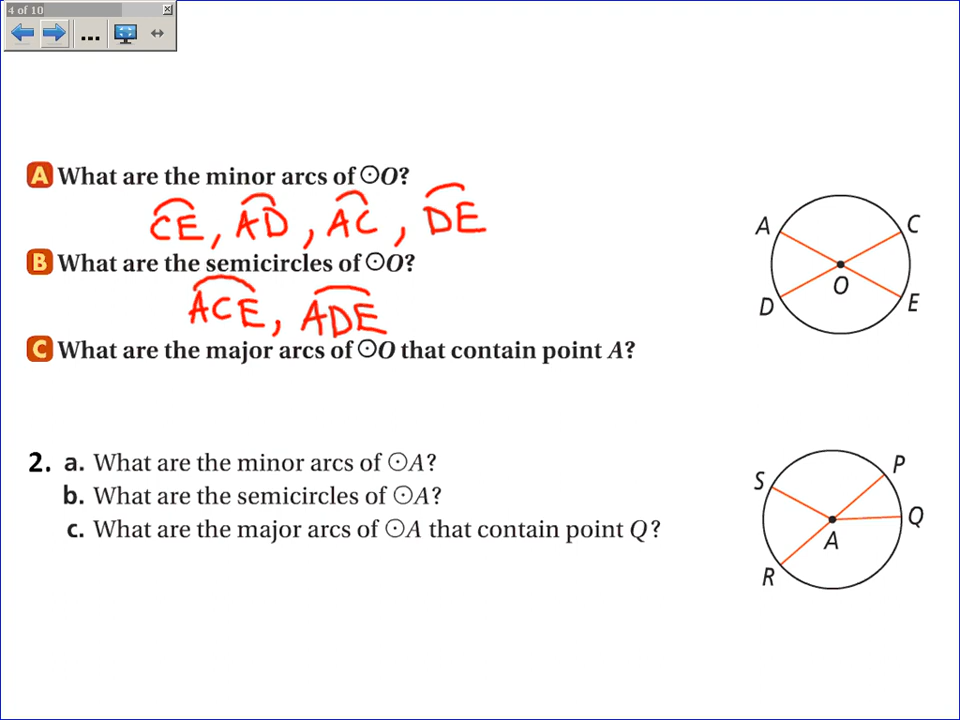 4 of 10
A What are the minor arcs of ⊙O?
CE, AD, AC, DE
B What are the semicircles of ⊙O?
ACE, ADE
C What are the major arcs of ⊙O that contain point A?
A
C
O
D
E
2. a. What are the minor arcs of ⊙A?
b. What are the semicircles of ⊙A?
c. What are the major arcs of ⊙A that contain point Q?
P
S
Q
A
R